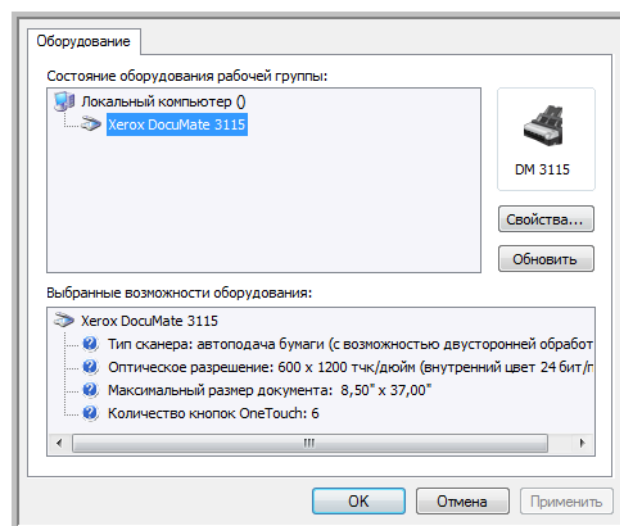 Оборудование
Состояние оборудования рабочей группы:
Локальный компьютер ()
Xerox DocuMate 3115
DM 3115
Свойства...
Обновить
Выбранные возможности оборудования:
Xerox DocuMate 3115
Тип сканера: автоподача бумаги (с возможностью двусторонней обработ
Оптическое разрешение: 600 x 1200 тчк/дюйм (внутренний цвет 24 бит/п
Максимальный размер документа: 8,50" x 37,00"
Количество кнопок OneTouch: 6
OK
Отмена
Применить